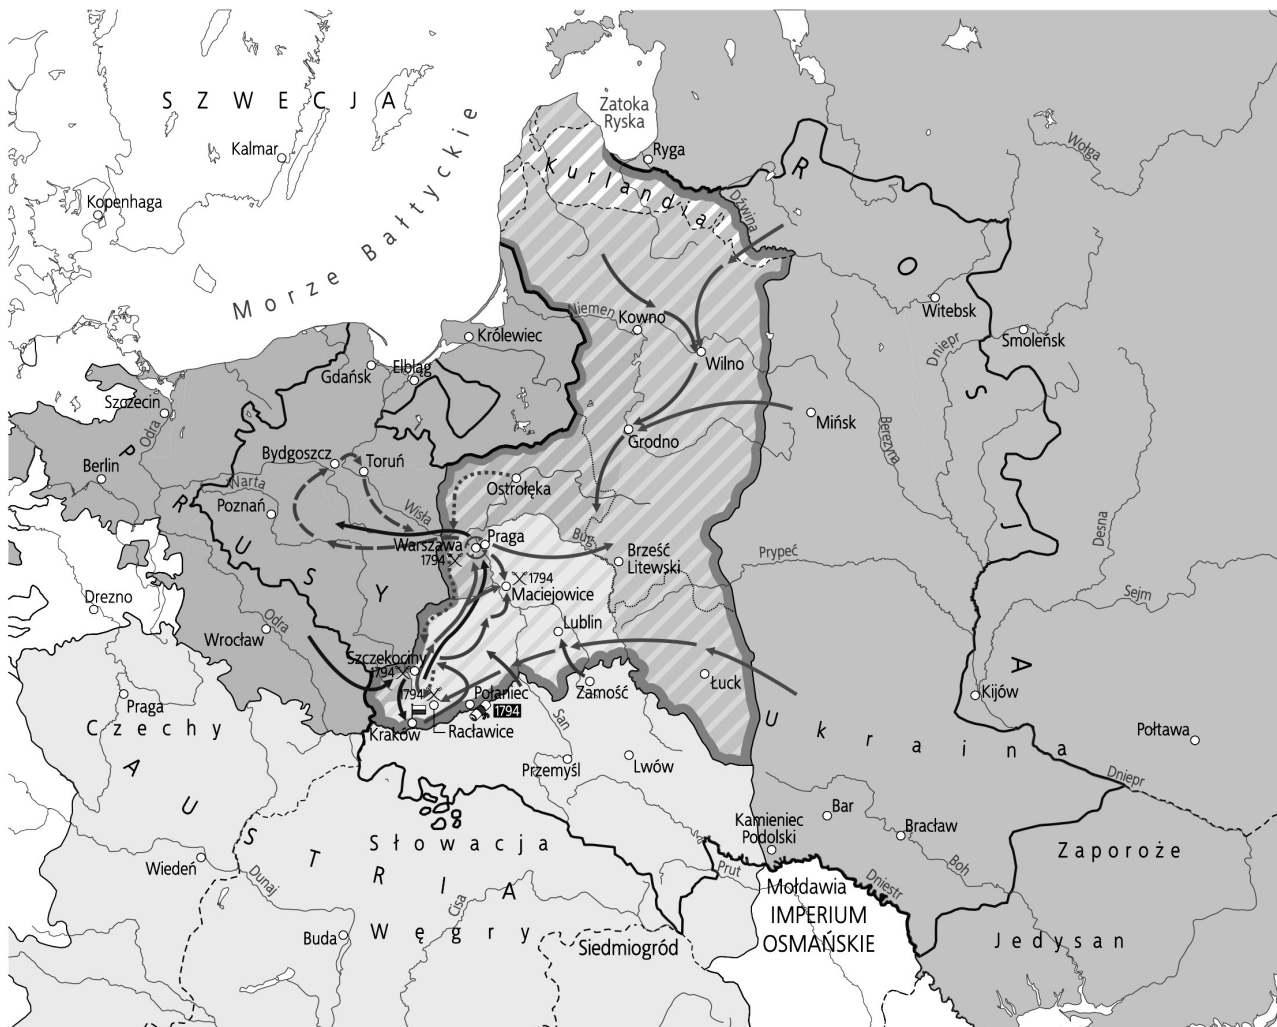 SZWECJA
Zatoka
Ryska
Ryga
Kalmar
Kurlandia
Kopenhaga
Morze Bałtyckie
Wołga
Dźwina
ROSJA
Witebsk
Smoleńsk
Dniepr
Niemen
Kowno
Wilno
Królewiec
Gdańsk
Elbląg
Szczecin
Odra
Mińsk
Berezyna
Grodno
PRUSY
Berlin
Bydgoszcz
Toruń
Warta
Poznań
Wisła
Ostrołęka
Desna
Warszawa
1794
Praga
Bug
Brześć
Litewski
Prypeć
1794
Maciejowice
Sejm
Drezno
Odra
Wrocław
Lublin
Szczekociny
1794
1794
Połaniec
1794
Zamość
Łuck
Kijów
Kraków
Racławice
San
Praga
Czechy
Ukraina
Połtawa
Przemyśl
Lwów
Dniepr
AUSTRIA
Słowacja
Kamieniec
Podolski
Bar
Bracław
Boh
Zaporoże
Wiedeń
Dunaj
Prut
Mołdawia
Dniestr
IMPERIUM
OSMAŃSKIE
Cisa
Buda
Węgry
Siedmiogród
Jedysan